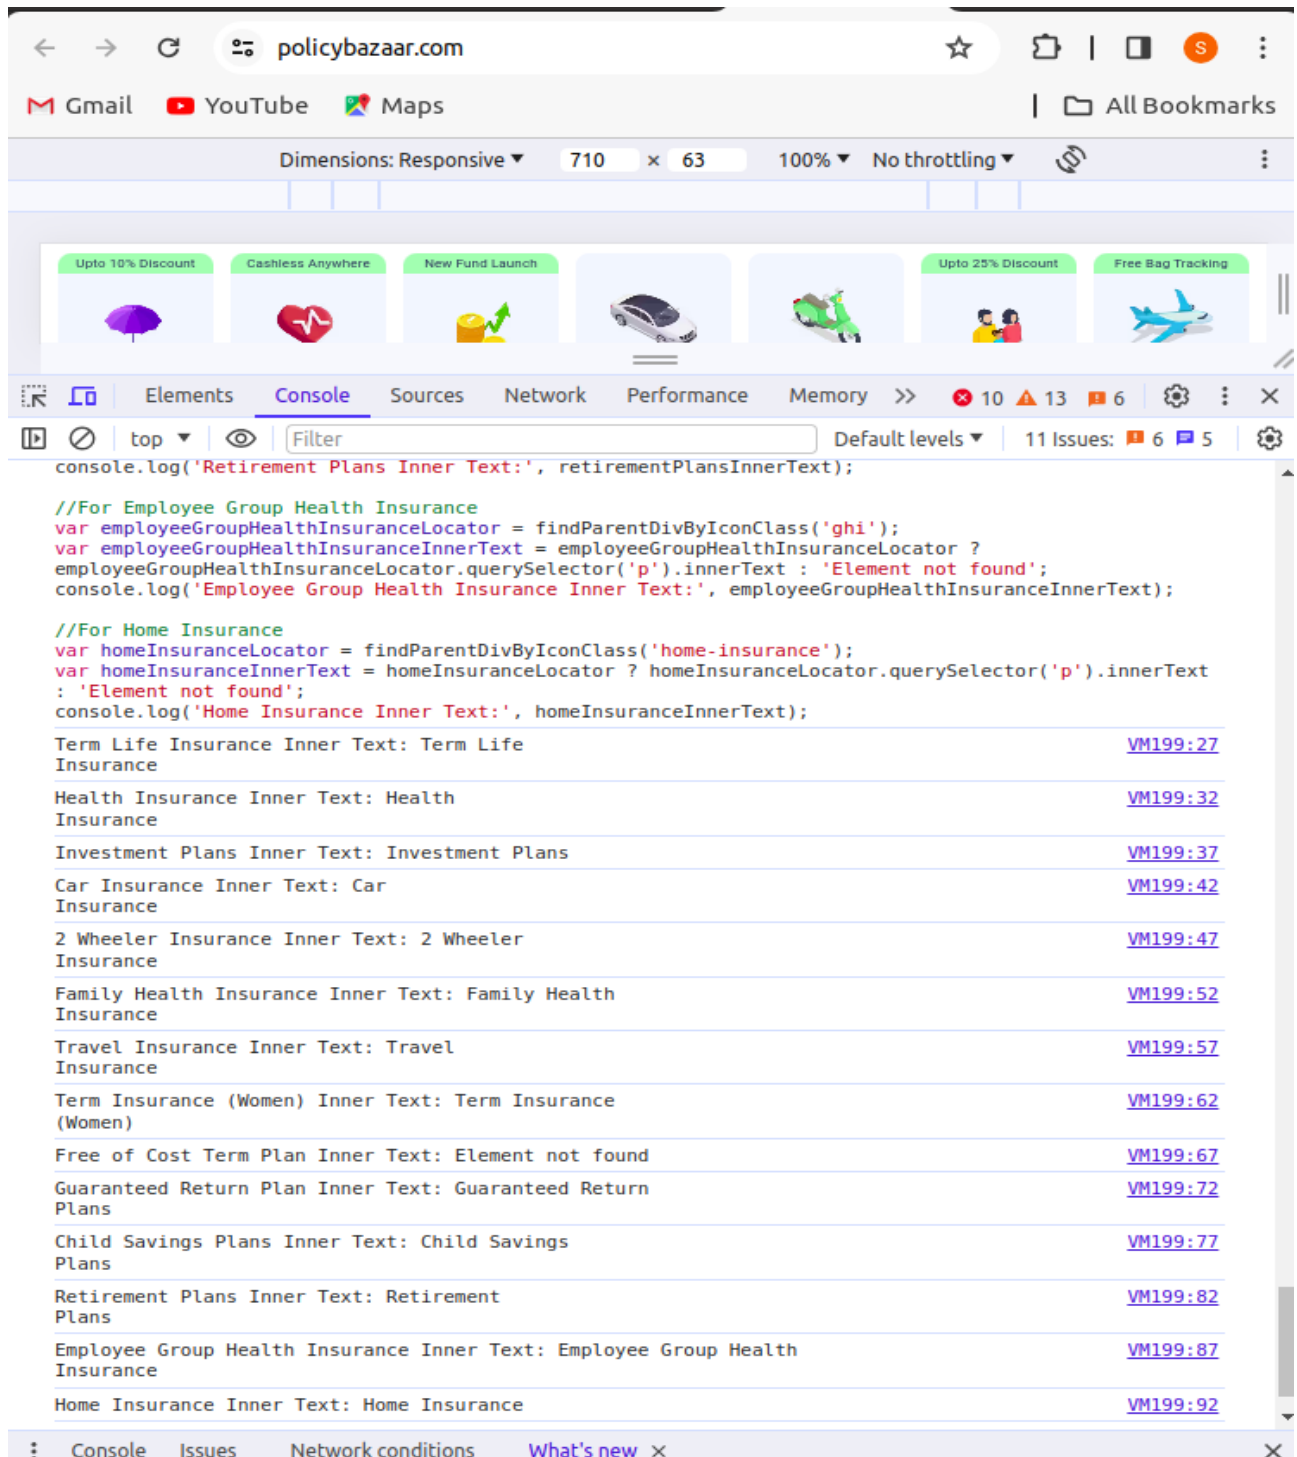 policybazaar.com
S
Gmail YouTube Maps All Bookmarks
Dimensions: Responsive 710 × 63 100% No throttling
Upto 10% Discount Cashless Anywhere New Fund Launch Upto 25% Discount Free Bag Tracking
Elements Console Sources Network Performance Memory 10 13 6
top Filter Default levels 11 Issues: 6 5
console.log('Retirement Plans Inner Text:', retirementPlansInnerText);
//For Employee Group Health Insurance
var employeeGroupHealthInsuranceLocator = findParentDivByIconClass('ghi');
var employeeGroupHealthInsuranceInnerText = employeeGroupHealthInsuranceLocator ?
employeeGroupHealthInsuranceLocator.querySelector('p').innerText : 'Element not found';
console.log('Employee Group Health Insurance Inner Text:', employeeGroupHealthInsuranceInnerText);
//For Home Insurance
var homeInsuranceLocator = findParentDivByIconClass('home-insurance');
var homeInsuranceInnerText = homeInsuranceLocator ? homeInsuranceLocator.querySelector('p').innerText
: 'Element not found';
console.log('Home Insurance Inner Text:', homeInsuranceInnerText);
Term Life Insurance Inner Text: Term Life VM199:27
Insurance
Health Insurance Inner Text: Health VM199:32
Insurance
Investment Plans Inner Text: Investment Plans VM199:37
Car Insurance Inner Text: Car VM199:42
Insurance
2 Wheeler Insurance Inner Text: 2 Wheeler VM199:47
Insurance
Family Health Insurance Inner Text: Family Health VM199:52
Insurance
Travel Insurance Inner Text: Travel VM199:57
Insurance
Term Insurance (Women) Inner Text: Term Insurance VM199:62
(Women)
Free of Cost Term Plan Inner Text: Element not found VM199:67
Guaranteed Return Plan Inner Text: Guaranteed Return VM199:72
Plans
Child Savings Plans Inner Text: Child Savings VM199:77
Plans
Retirement Plans Inner Text: Retirement VM199:82
Plans
Employee Group Health Insurance Inner Text: Employee Group Health VM199:87
Insurance
Home Insurance Inner Text: Home Insurance VM199:92
Console Issues Network conditions What's new